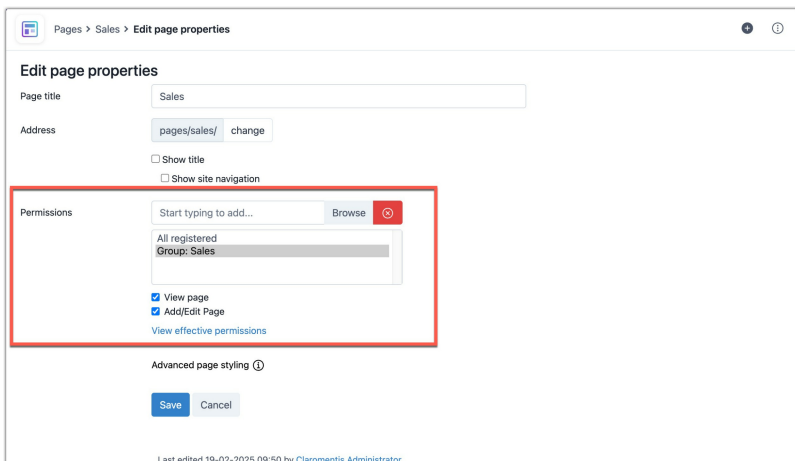 Pages > Sales > Edit page properties
Edit page properties
Page title
Sales
Address
pages/sales/ change
Show title
Show site navigation
Permissions
Start typing to add... Browse
All registered
Group: Sales
View page
Add/Edit Page
View effective permissions
Advanced page styling
Save Cancel
Last edited 19-02-2025 09:50 by Claromentis Administrator